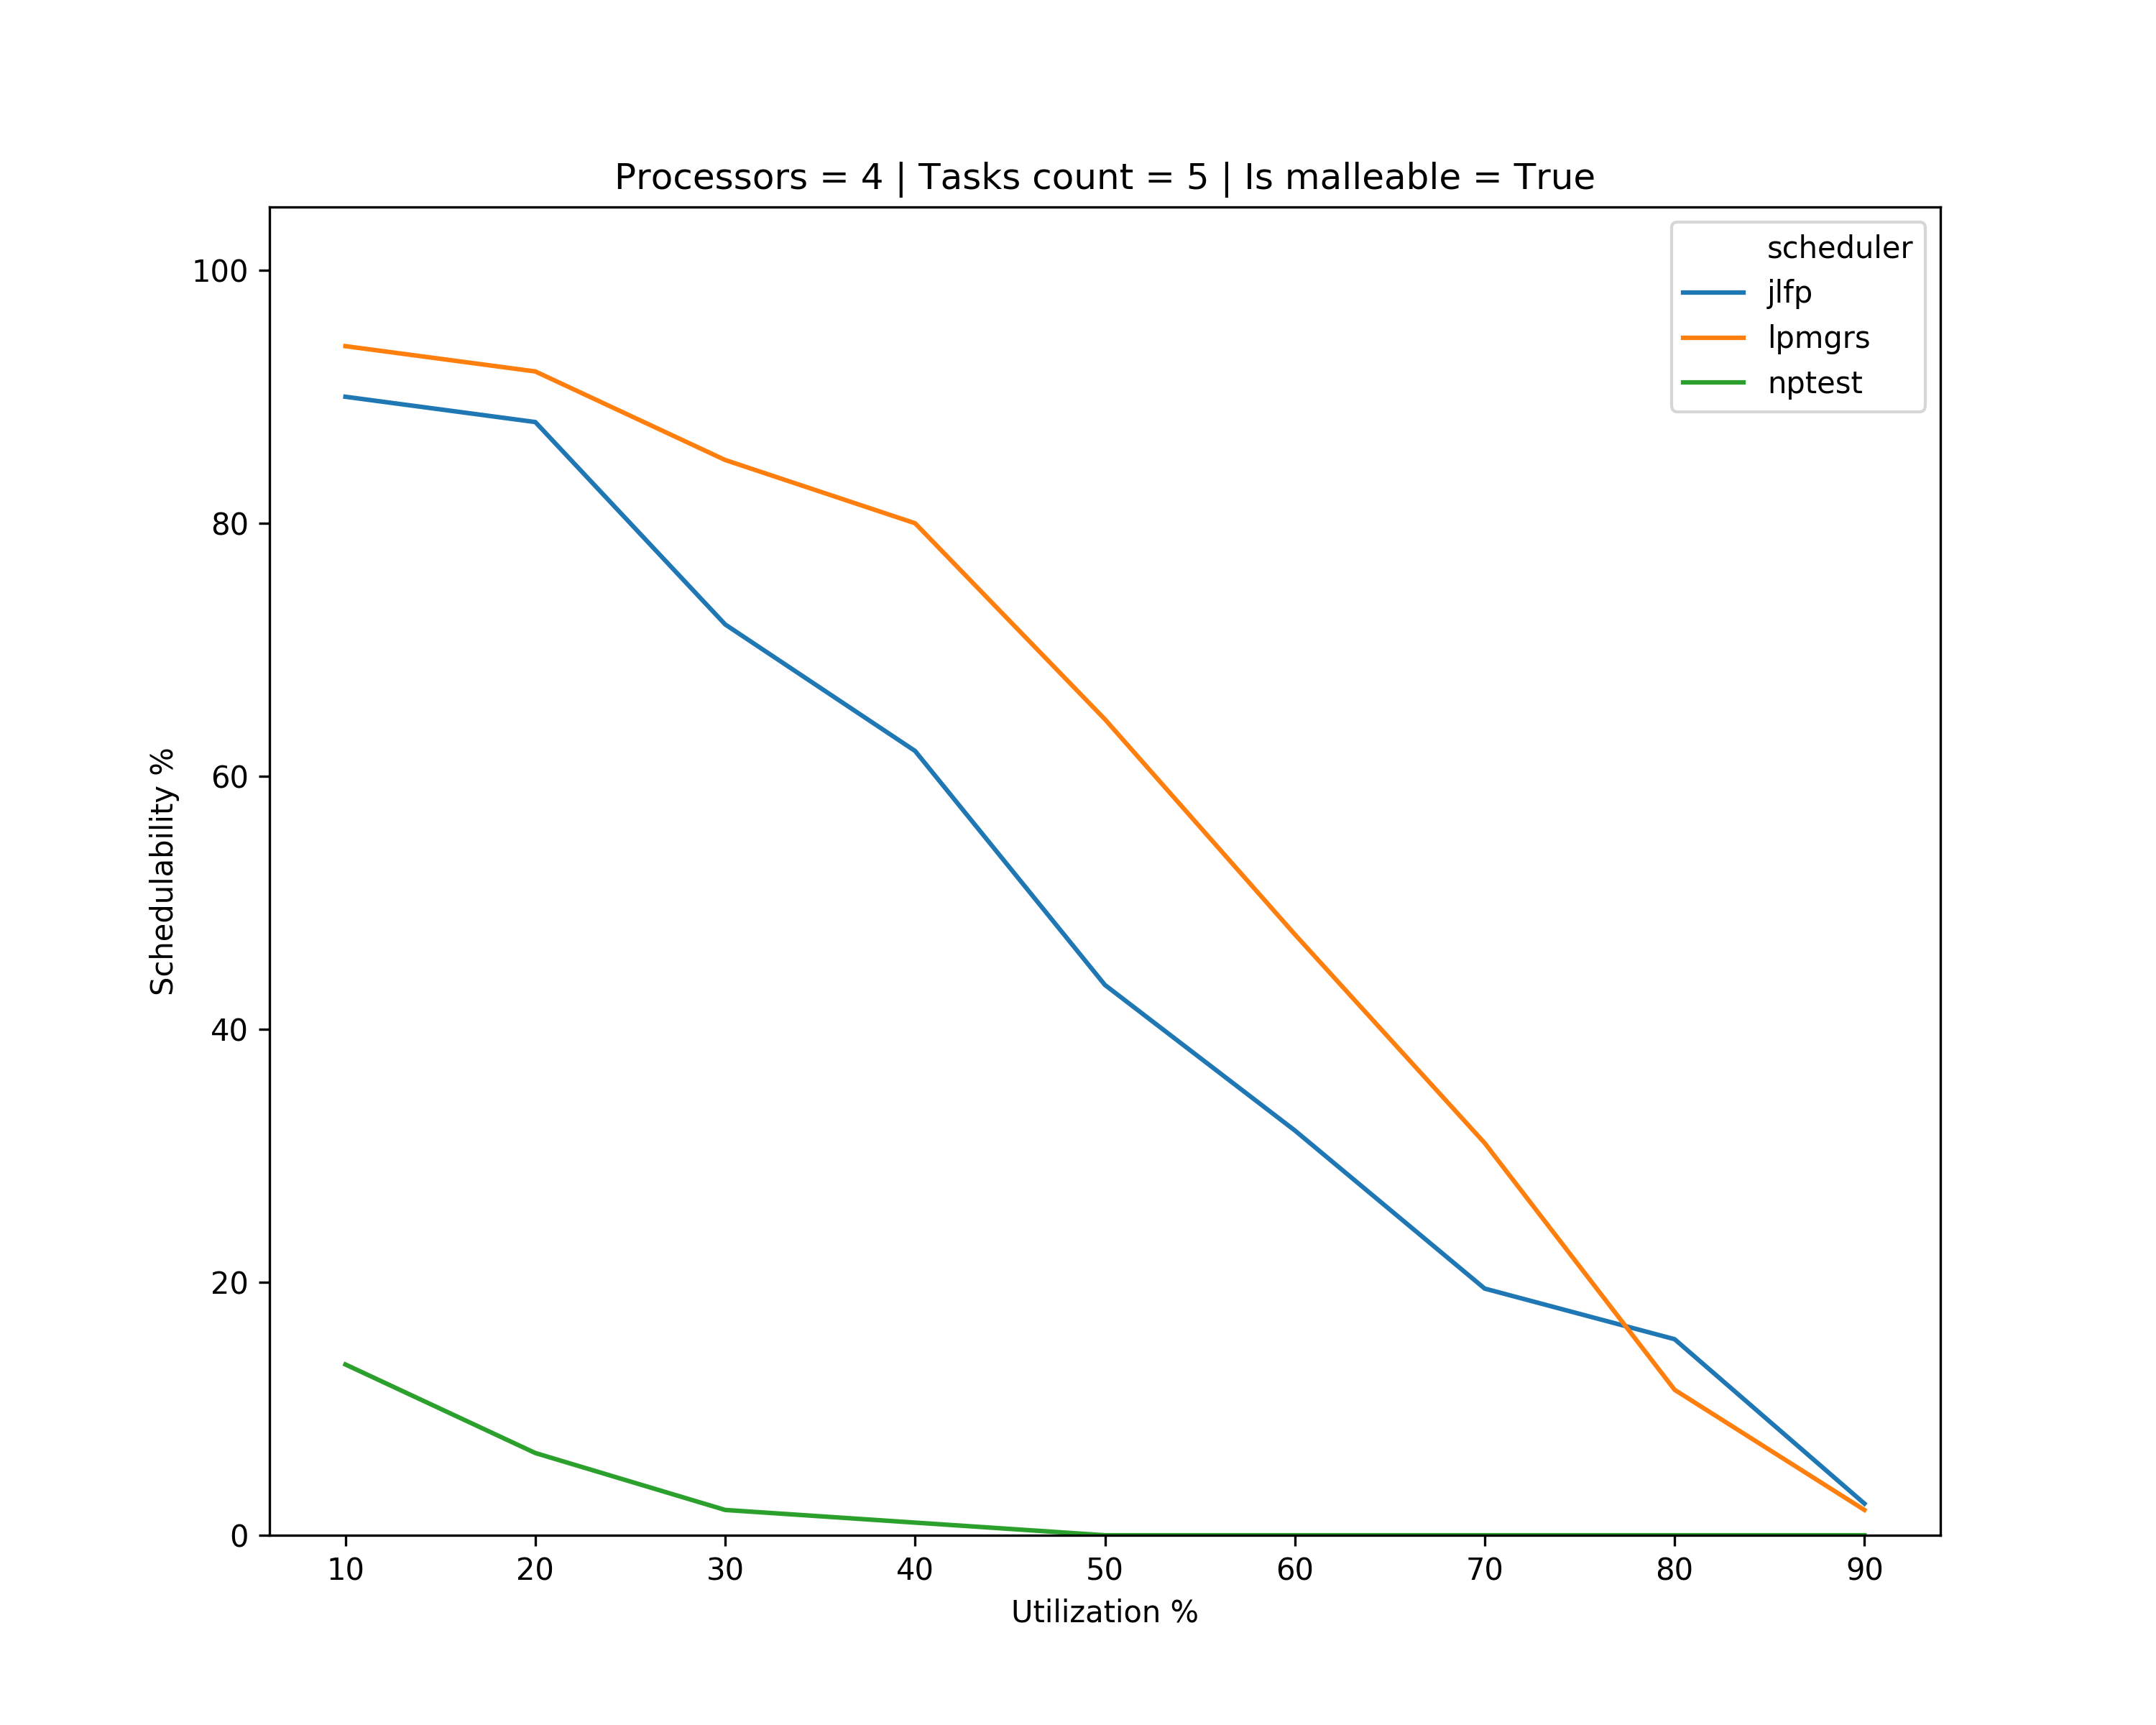 Processors = 4 | Tasks count = 5 | Is malleable = True
scheduler
jlfp
lpmgrs
nptest
Schedulability %
100
80
60
40
20
0
10 20 30 40 50 60 70 80 90
Utilization %